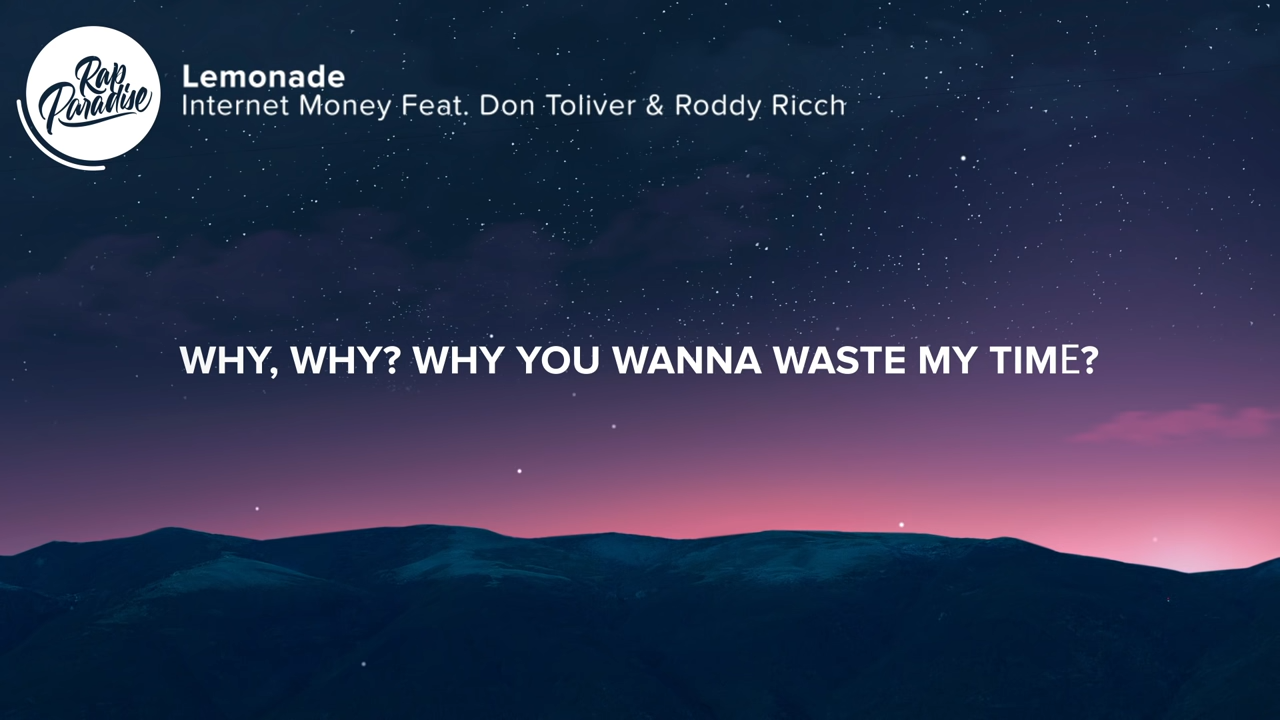 Rap
Paradise
Lemonade
Internet Money Feat. Don Toliver & Roddy Ricch
WHY, WHY? WHY YOU WANNA WASTE MY TIME?